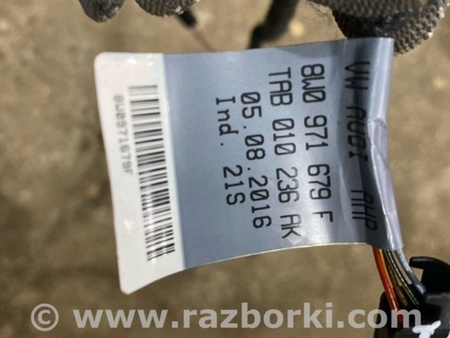 VW-AUDI AHP
8W0 971 679 F
TAB 010 236 AK
05.08.2016
Ind. 21S
8W0971679F
© www.razborki.com